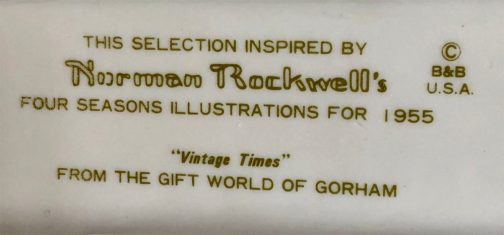 THIS SELECTION INSPIRED BY
Norman Rockwell's
FOUR SEASONS ILLUSTRATIONS FOR 1955
©
B&B
U.S.A.
"Vintage Times"
FROM THE GIFT WORLD OF GORHAM